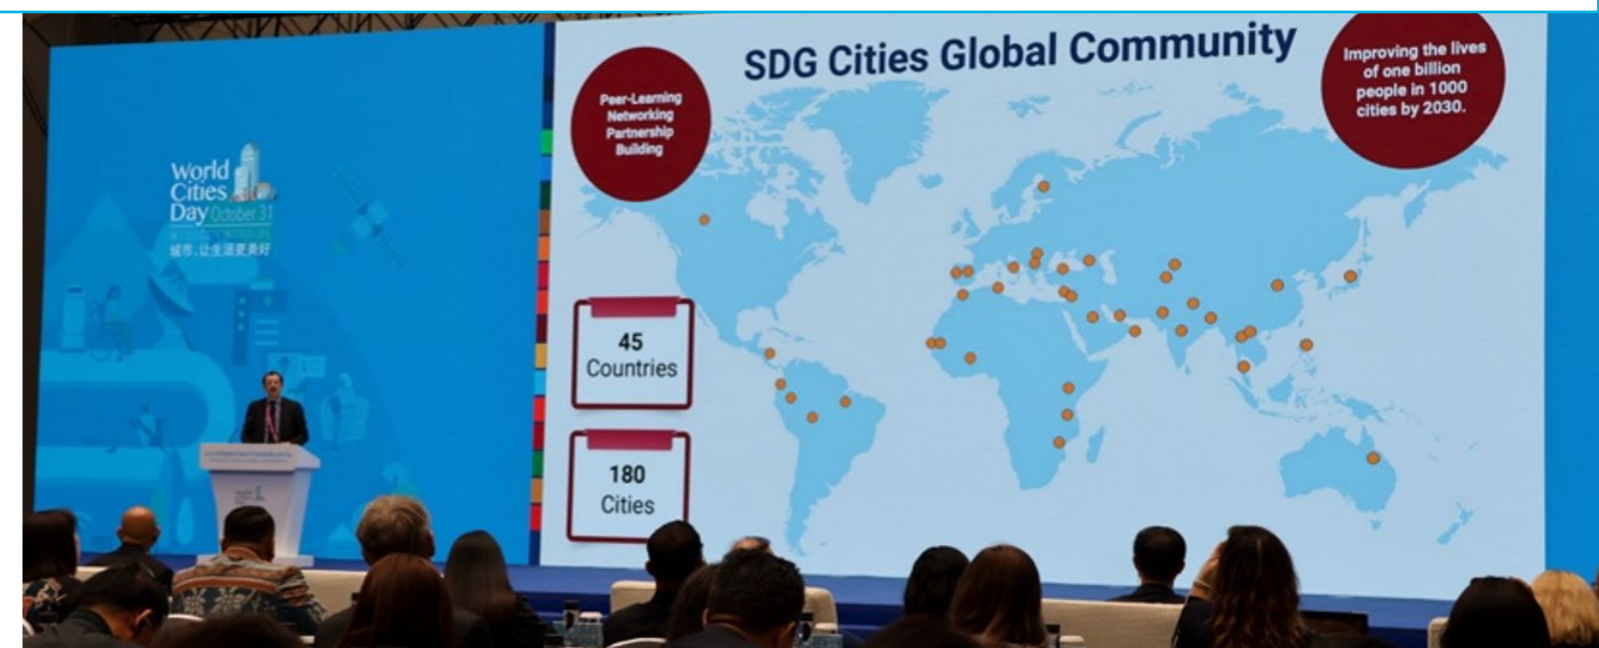 World
Cities
Day October 31
城市,让生活更美好
SDG Cities Global Community
Peer-Learning
Networking
Partnership
Building
Improving the lives
of one billion
people in 1000
cities by 2030.
45
Countries
180
Cities